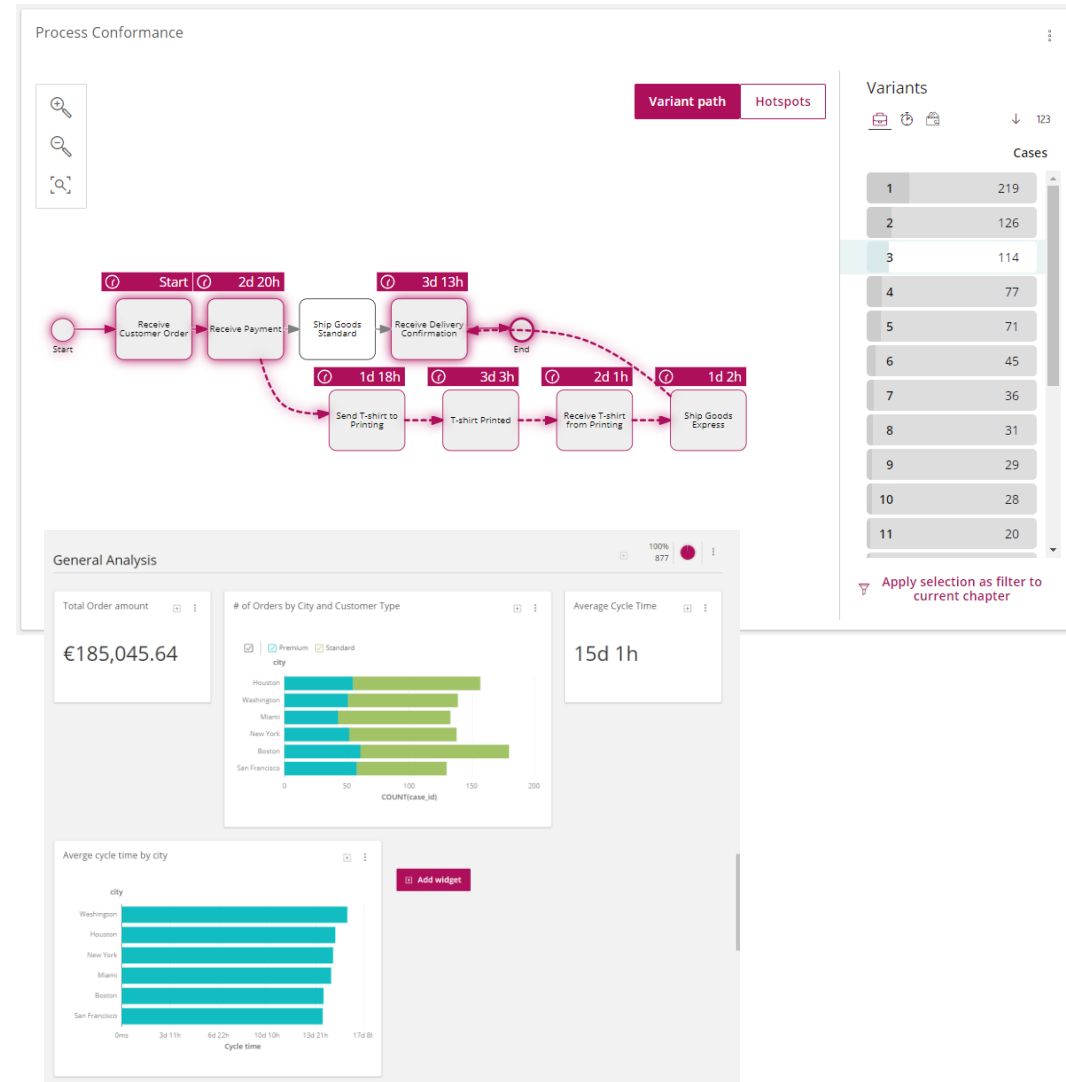 Process Conformance
Variant path
Hotspots
Variants
123
Cases
1 219
2 126
3 114
4 77
5 71
6 45
7 36
8 31
9 29
10 28
11 20
Apply selection as filter to
current chapter
Start 2d 20h 3d 13h
Receive
Customer Order
Receive Payment
Ship Goods
Standard
Receive Delivery
Confirmation
Start
End
1d 18h 3d 3h 2d 1h 1d 2h
Send T-shirt to
Printing
T-shirt Printed
Receive T-shirt
from Printing
Ship Goods
Express
General Analysis
100%
877
Total Order amount
€185,045.64
# of Orders by City and Customer Type
Premium Standard
city
Houston
Washington
Miami
New York
Boston
San Francisco
0 50 100 150 200
COUNT(case_id)
Average Cycle Time
15d 1h
Averge cycle time by city
city
Washington
Houston
New York
Miami
Boston
San Francisco
0ms 3d 11h 6d 22h 10d 10h 13d 21h 17d 8h
Cycle time
Add widget